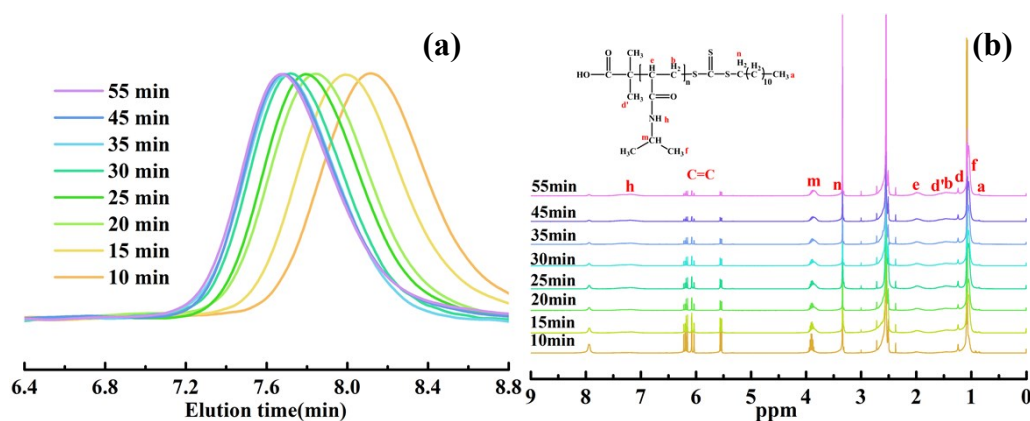 (a)
55 min
45 min
35 min
30 min
25 min
20 min
15 min
10 min
6.4 6.8 7.2 7.6 8.0 8.4 8.8
Elution time(min)
(b)
O CH₃ H e H₂ b S n H₂ H₂
HO C C C C S C S C (C) CH₃ a
n 10
CH₃ C O
d'
NH h
m CH
H₃C CH₃ f
C=C
h m n e d' b d f a
55min
45min
35min
30min
25min
20min
15min
10min
9 8 7 6 5 4 3 2 1 0
ppm